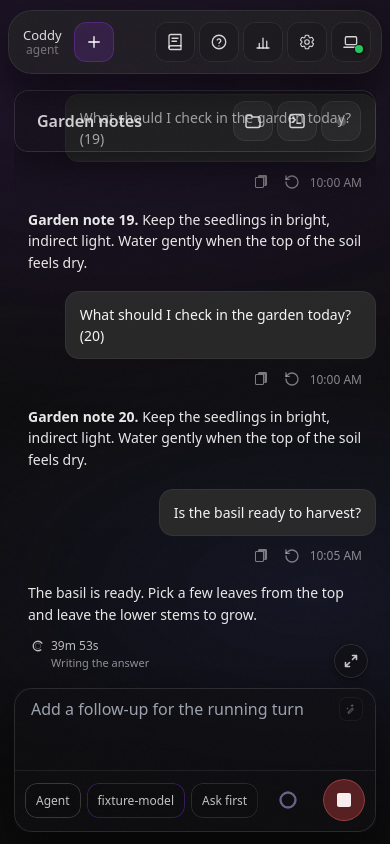 Coddy
agent
Garden notes
What should I check in the garden today?
(19)
10:00 AM
Garden note 19. Keep the seedlings in bright,
indirect light. Water gently when the top of the soil
feels dry.
What should I check in the garden today?
(20)
10:00 AM
Garden note 20. Keep the seedlings in bright,
indirect light. Water gently when the top of the soil
feels dry.
Is the basil ready to harvest?
10:05 AM
The basil is ready. Pick a few leaves from the top
and leave the lower stems to grow.
39m 53s
Writing the answer
Add a follow-up for the running turn
Agent
fixture-model
Ask first